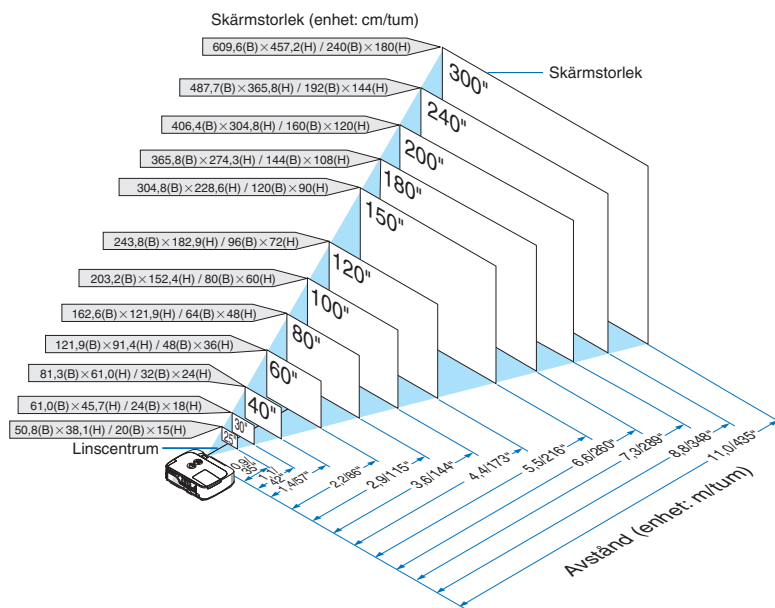 Skärmstorlek (enhet: cm/tum)
609,6(B)×457,2(H) / 240(B)×180(H)
Skärmstorlek
300"
487,7(B)×365,8(H) / 192(B)×144(H)
240"
406,4(B)×304,8(H) / 160(B)×120(H)
200"
365,8(B)×274,3(H) / 144(B)×108(H)
180"
304,8(B)×228,6(H) / 120(B)×90(H)
150"
243,8(B)×182,9(H) / 96(B)×72(H)
120"
203,2(B)×152,4(H) / 80(B)×60(H)
100"
162,6(B)×121,9(H) / 64(B)×48(H)
80"
121,9(B)×91,4(H) / 48(B)×36(H)
60"
81,3(B)×61,0(H) / 32(B)×24(H)
40"
61,0(B)×45,7(H) / 24(B)×18(H)
30"
50,8(B)×38,1(H) / 20(B)×15(H)
25"
Linscentrum
0,9/
35"
1,1/
42"
1,4/57"
2,2/86"
2,9/115"
3,6/144"
4,4/173"
5,5/216"
6,6/260"
7,3/289"
8,8/348"
11,0/435"
Avstånd (enhet: m/tum)